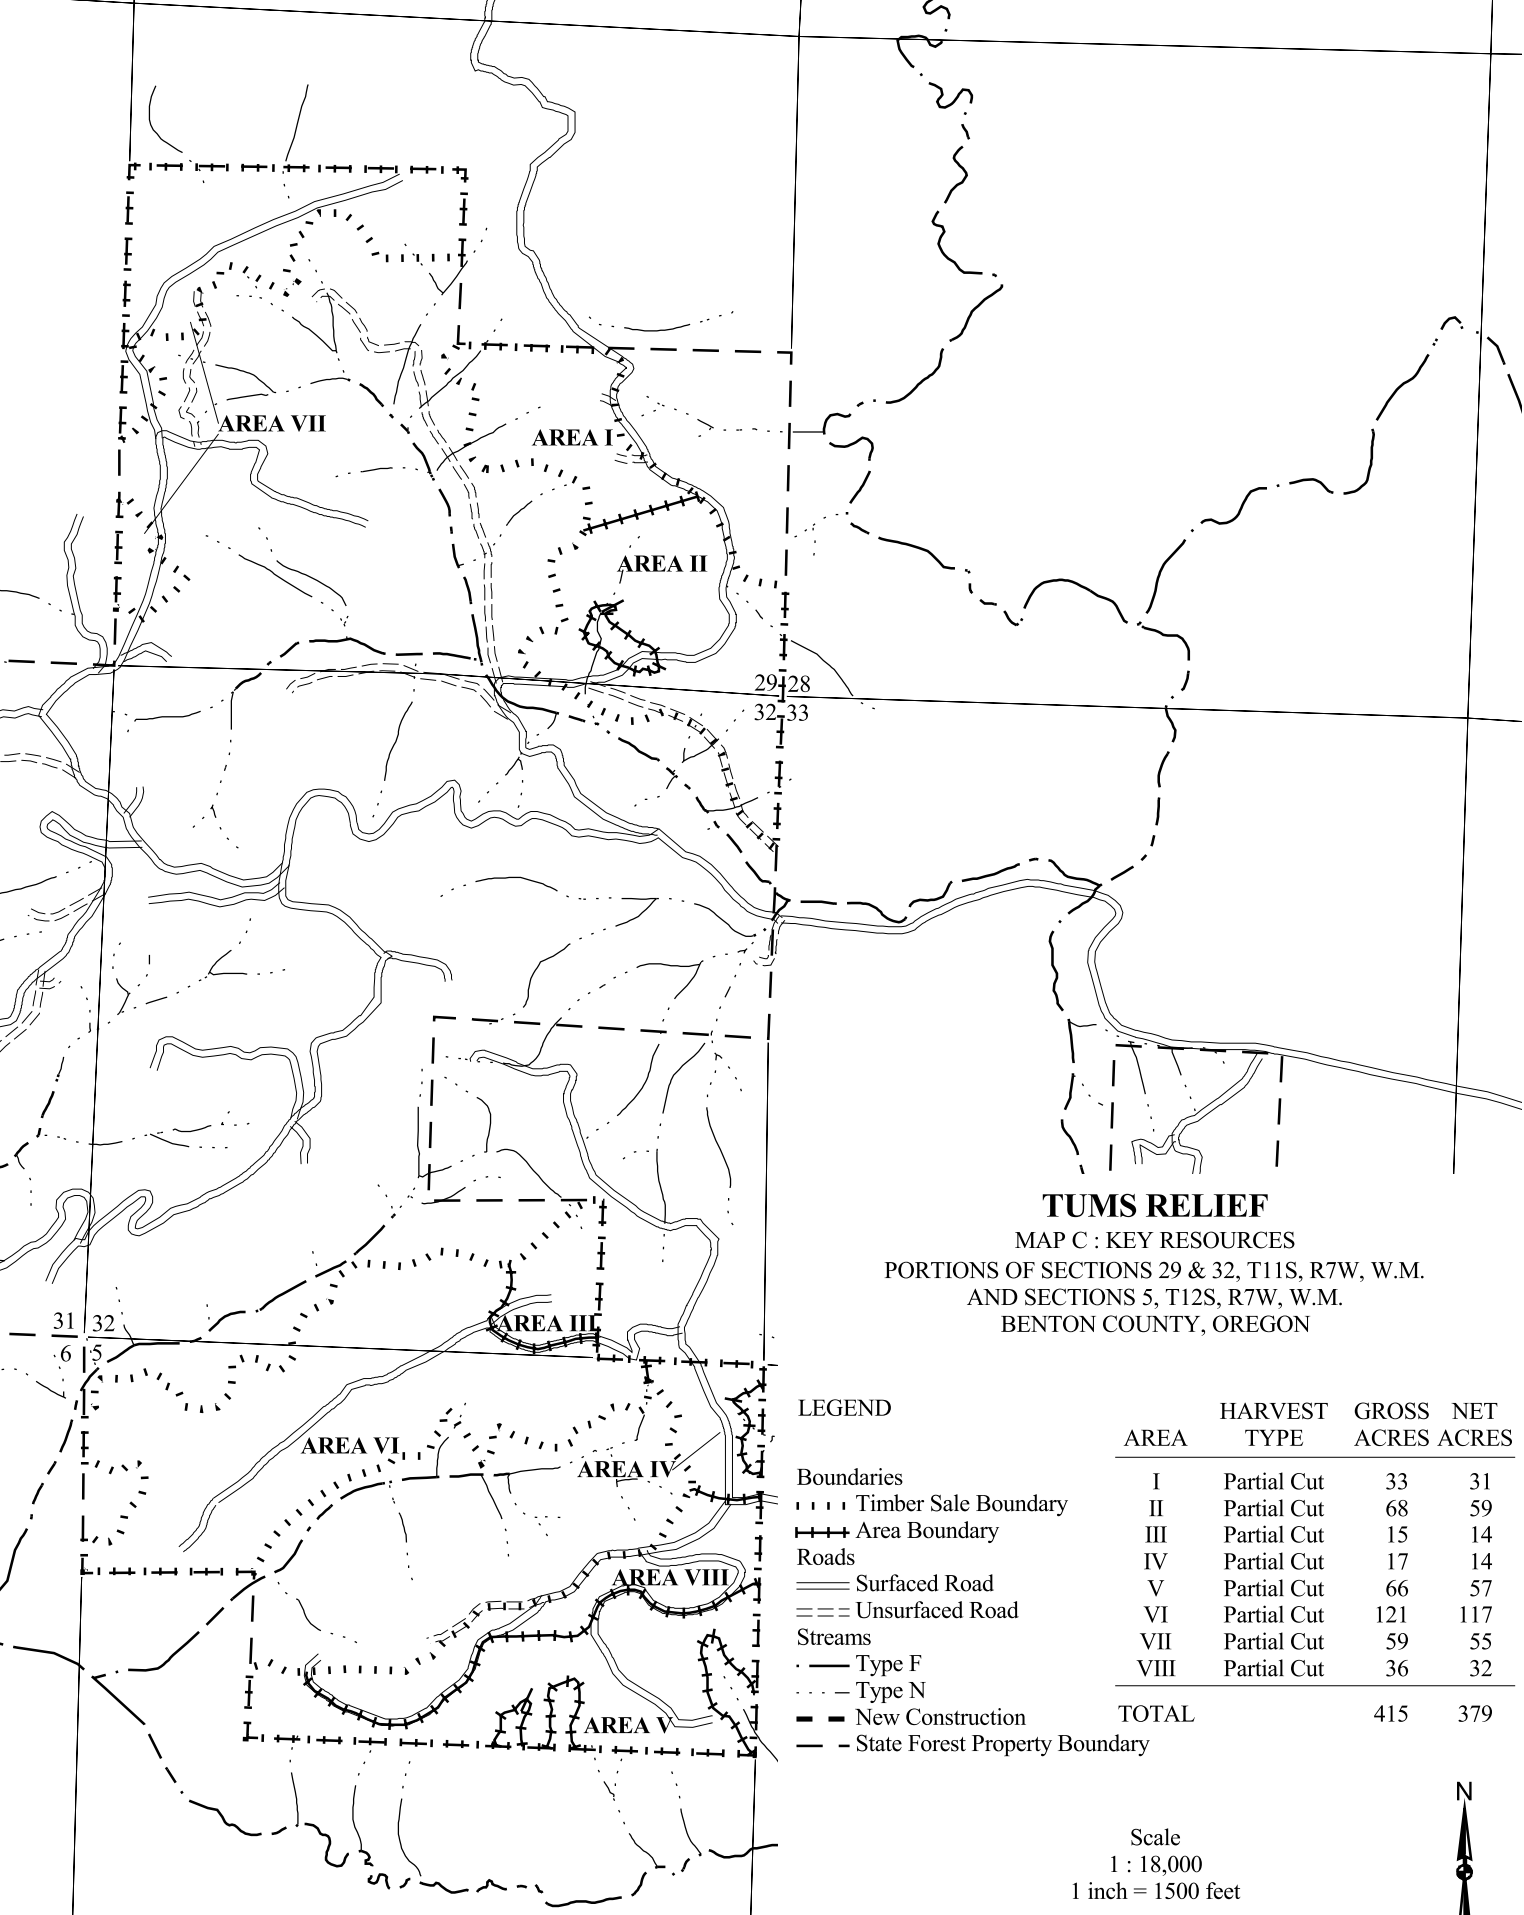 AREA VII
AREA I
AREA II
29 28
32 33
TUMS RELIEF
MAP C : KEY RESOURCES
PORTIONS OF SECTIONS 29 & 32, T11S, R7W, W.M.
AND SECTIONS 5, T12S, R7W, W.M.
BENTON COUNTY, OREGON
31 32
6 5
AREA III
AREA VI
AREA IV
AREA VIII
AREA V
LEGEND
Boundaries
Timber Sale Boundary
Area Boundary
Roads
Surfaced Road
Unsurfaced Road
Streams
Type F
Type N
New Construction
State Forest Property Boundary
HARVEST GROSS NET
AREA TYPE ACRES ACRES
I Partial Cut 33 31
II Partial Cut 68 59
III Partial Cut 15 14
IV Partial Cut 17 14
V Partial Cut 66 57
VI Partial Cut 121 117
VII Partial Cut 59 55
VIII Partial Cut 36 32
TOTAL 415 379
N
Scale
1 : 18,000
1 inch = 1500 feet